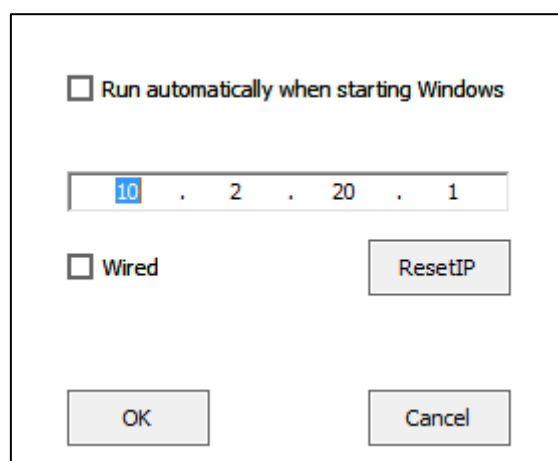 Run automatically when starting Windows
10 . 2 . 20 . 1
Wired ResetIP
OK Cancel